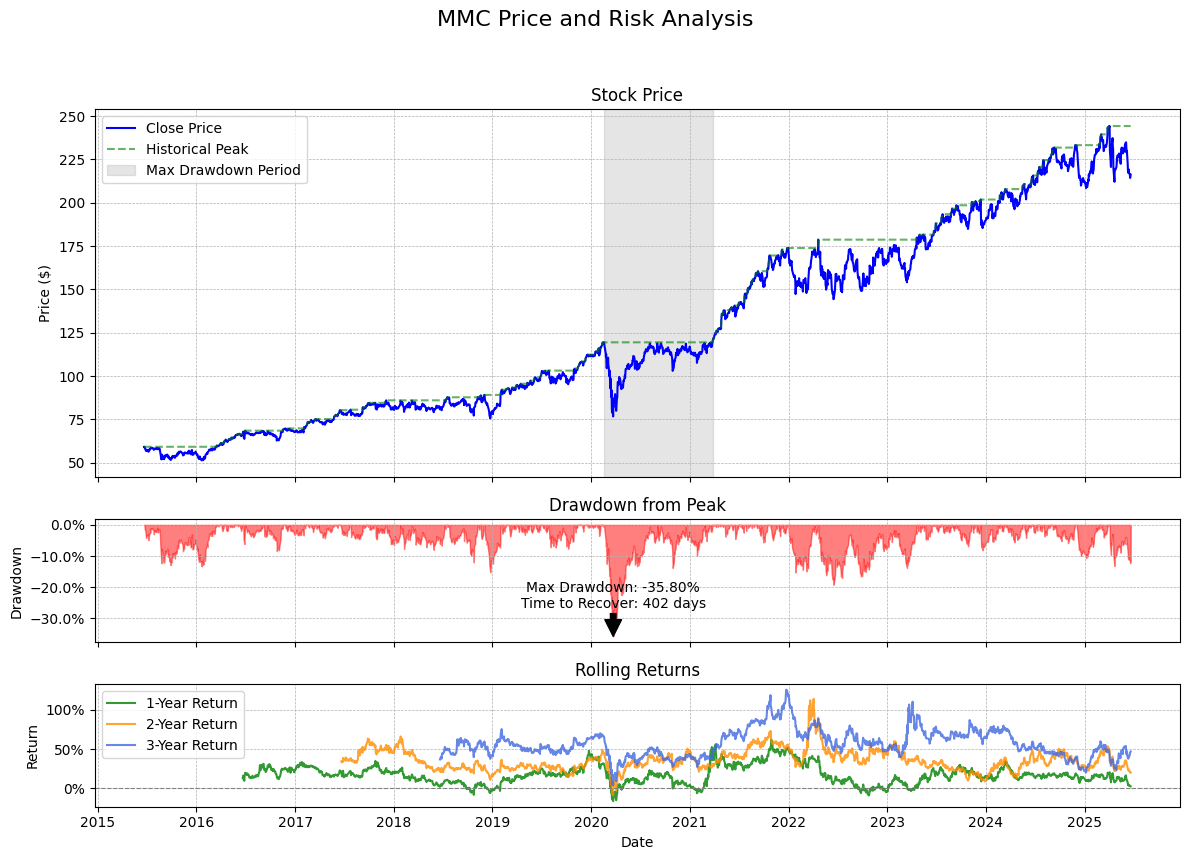 MMC Price and Risk Analysis
Stock Price
Close Price
Historical Peak
Max Drawdown Period
Price ($)
250
225
200
175
150
125
100
75
50
Drawdown from Peak
Drawdown
0.0%
−10.0%
−20.0%
−30.0%
Max Drawdown: -35.80%
Time to Recover: 402 days
Rolling Returns
1-Year Return
2-Year Return
3-Year Return
Return
100%
50%
0%
2015 2016 2017 2018 2019 2020 2021 2022 2023 2024 2025
Date